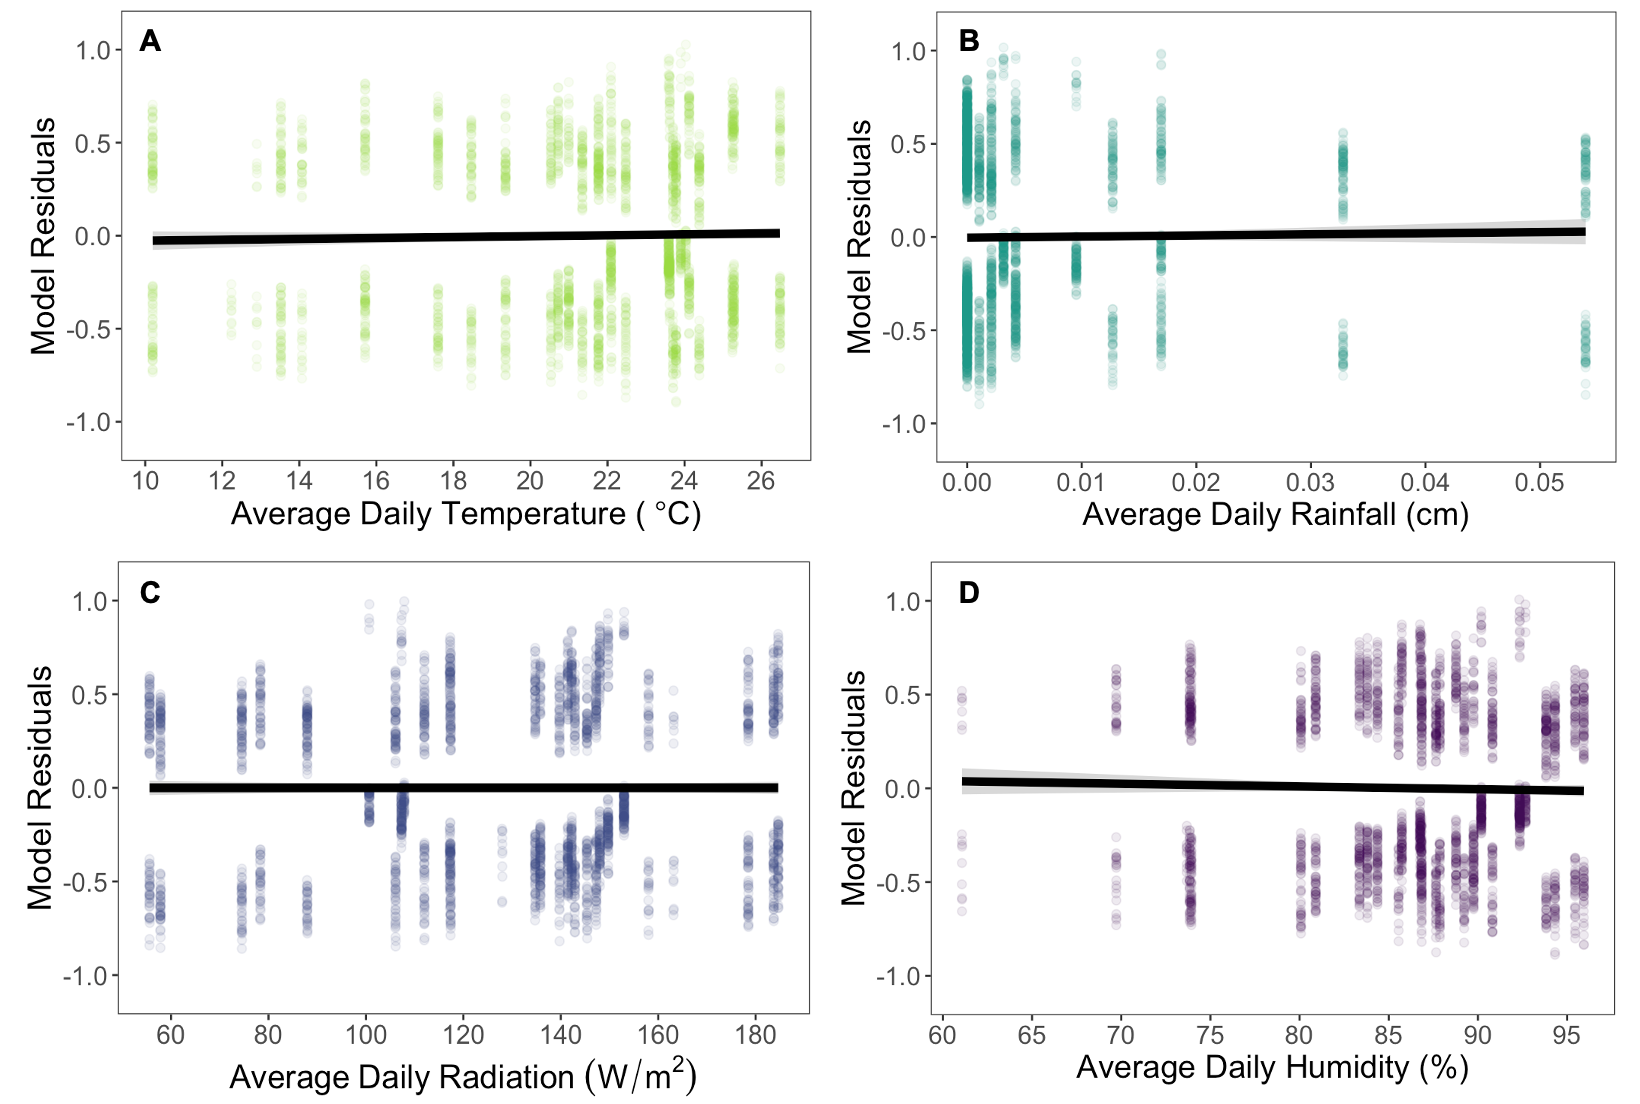 A
Model Residuals
1.0
0.5
0.0
-0.5
-1.0
10 12 14 16 18 20 22 24 26
Average Daily Temperature ( °C)
B
Model Residuals
1.0
0.5
0.0
-0.5
-1.0
0.00 0.01 0.02 0.03 0.04 0.05
Average Daily Rainfall (cm)
C
Model Residuals
1.0
0.5
0.0
-0.5
-1.0
60 80 100 120 140 160 180
Average Daily Radiation (W/m²)
D
Model Residuals
1.0
0.5
0.0
-0.5
-1.0
60 65 70 75 80 85 90 95
Average Daily Humidity (%)